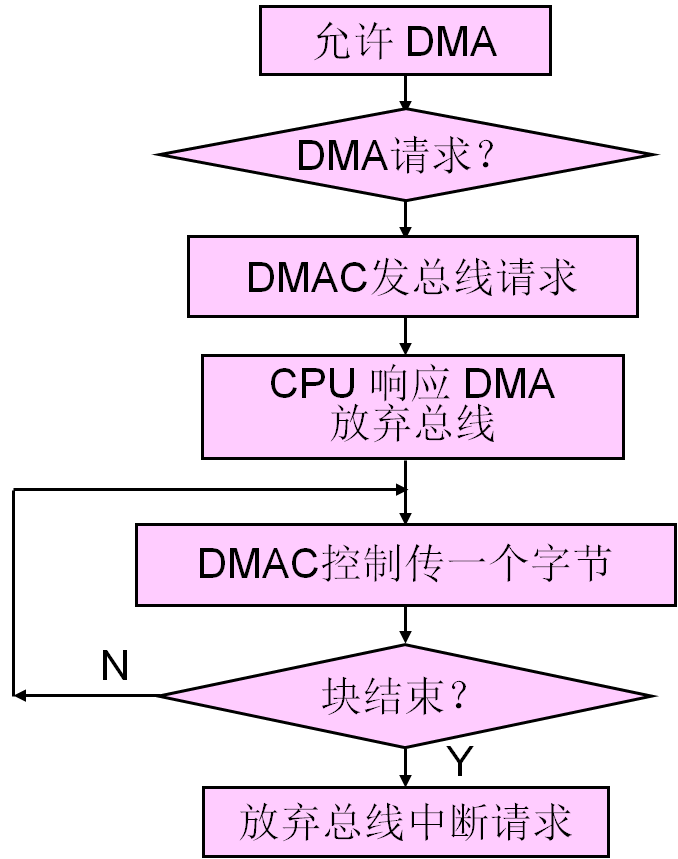 允许 DMA
DMA请求？
DMAC发总线请求
CPU 响应 DMA
放弃总线
DMAC控制传一个字节
N
块结束？
Y
放弃总线中断请求